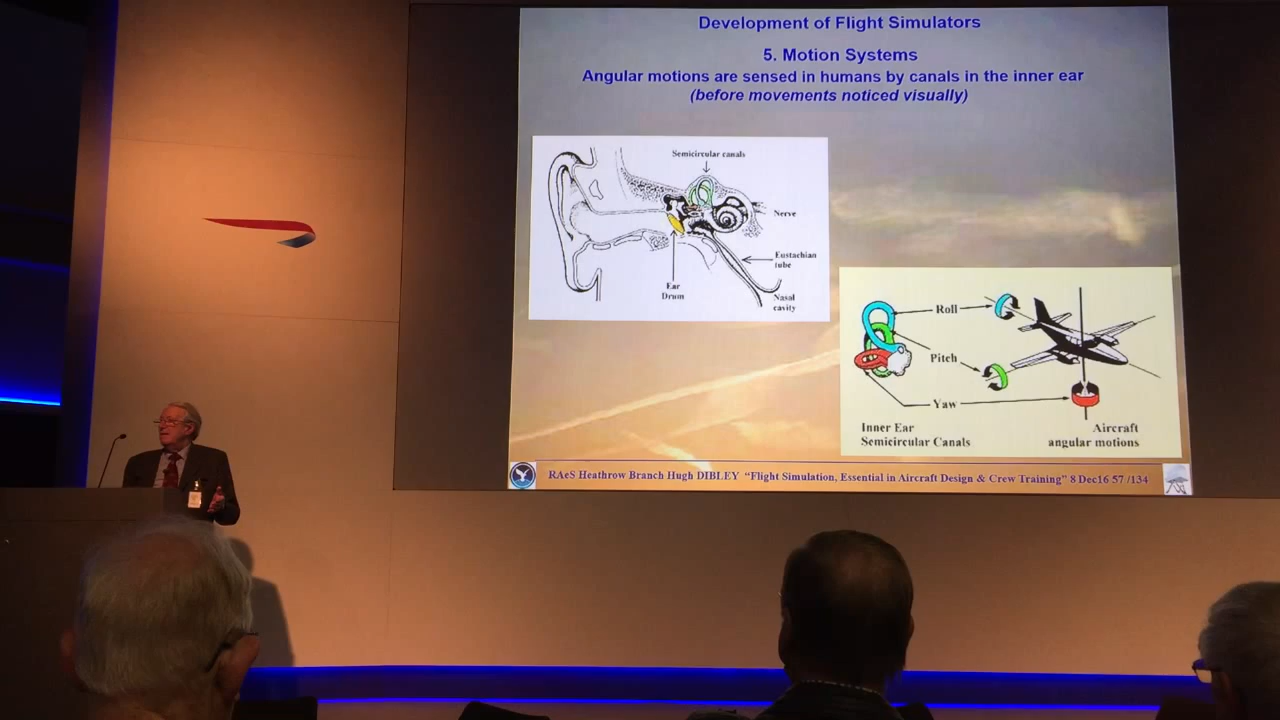 Development of Flight Simulators
5. Motion Systems
Angular motions are sensed in humans by canals in the inner ear
(before movements noticed visually)
Semicircular canals
Nerve
Eustachian
tube
Ear
Drum
Nasal
cavity
Roll
Pitch
Yaw
Inner Ear
Semicircular Canals
Aircraft
angular motions
RAeS Heathrow Branch Hugh DIBLEY "Flight Simulation, Essential in Aircraft Design & Crew Training" 8 Dec16 57 /134